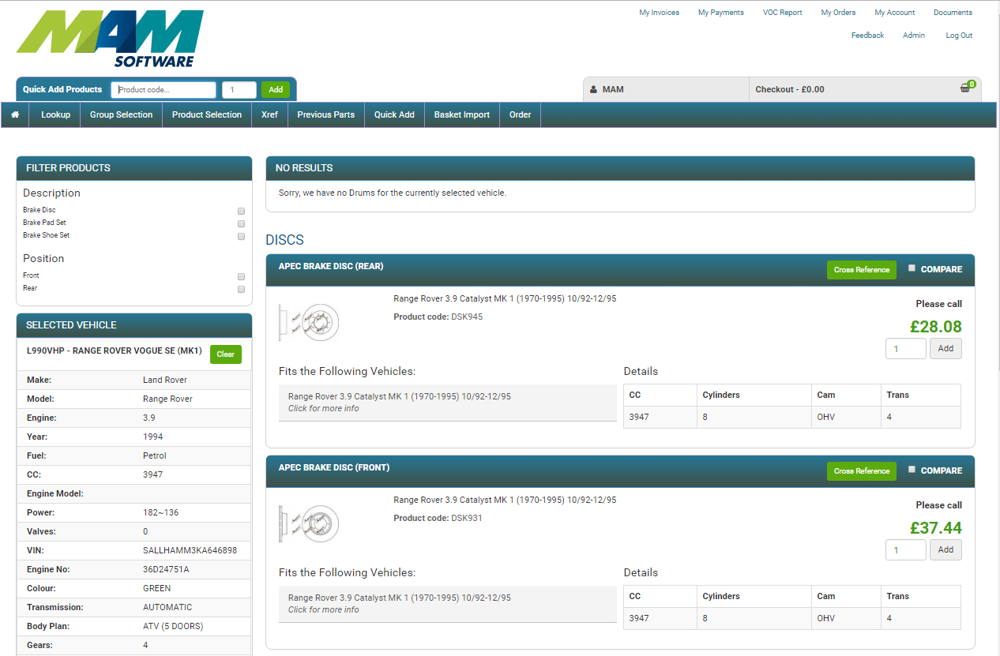 My Invoices My Payments VOC Report My Orders My Account Documents
MAM
SOFTWARE
Feedback Admin Log Out
Quick Add Products Product code... 1 Add
MAM Checkout - £0.00 0
Lookup Group Selection Product Selection Xref Previous Parts Quick Add Basket Import Order
FILTER PRODUCTS
Description
Brake Disc
Brake Pad Set
Brake Shoe Set
Position
Front
Rear
SELECTED VEHICLE
L990VHP - RANGE ROVER VOGUE SE (MK1) Clear
Make: Land Rover
Model: Range Rover
Engine: 3.9
Year: 1994
Fuel: Petrol
CC: 3947
Engine Model:
Power: 182~136
Valves: 0
VIN: SALLHAMM3KA646898
Engine No: 36D24751A
Colour: GREEN
Transmission: AUTOMATIC
Body Plan: ATV (5 DOORS)
Gears: 4
NO RESULTS
Sorry, we have no Drums for the currently selected vehicle.
DISCS
APEC BRAKE DISC (REAR) Cross Reference COMPARE
Range Rover 3.9 Catalyst MK 1 (1970-1995) 10/92-12/95
Product code: DSK945
Please call
£28.08
1 Add
Fits the Following Vehicles:
Range Rover 3.9 Catalyst MK 1 (1970-1995) 10/92-12/95
Click for more info
Details
CC Cylinders Cam Trans
3947 8 OHV 4
APEC BRAKE DISC (FRONT) Cross Reference COMPARE
Range Rover 3.9 Catalyst MK 1 (1970-1995) 10/92-12/95
Product code: DSK931
Please call
£37.44
1 Add
Fits the Following Vehicles:
Range Rover 3.9 Catalyst MK 1 (1970-1995) 10/92-12/95
Click for more info
Details
CC Cylinders Cam Trans
3947 8 OHV 4